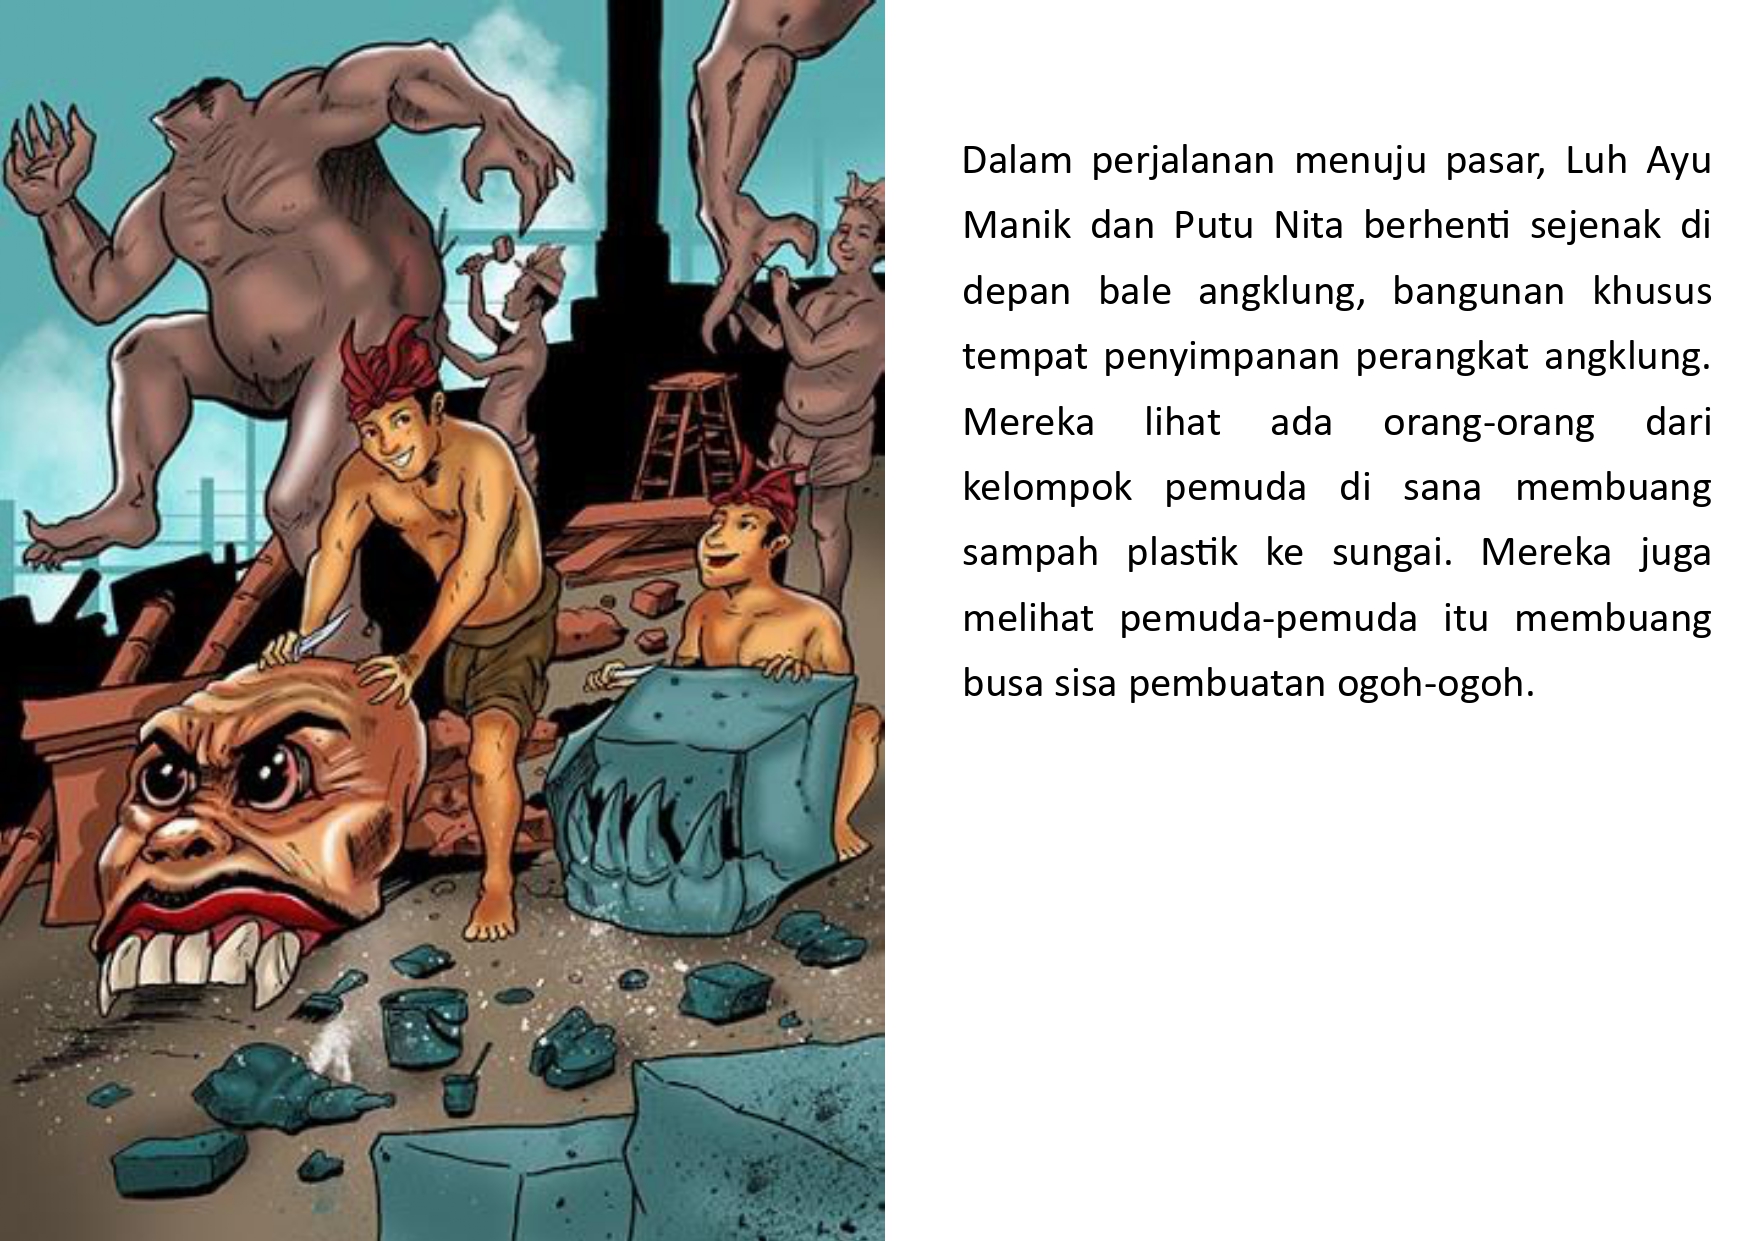 Dalam perjalanan menuju pasar, Luh Ayu
Manik dan Putu Nita berhenti sejenak di
depan bale angklung, bangunan khusus
tempat penyimpanan perangkat angklung.
Mereka lihat ada orang-orang dari
kelompok pemuda di sana membuang
sampah plastik ke sungai. Mereka juga
melihat pemuda-pemuda itu membuang
busa sisa pembuatan ogoh-ogoh.